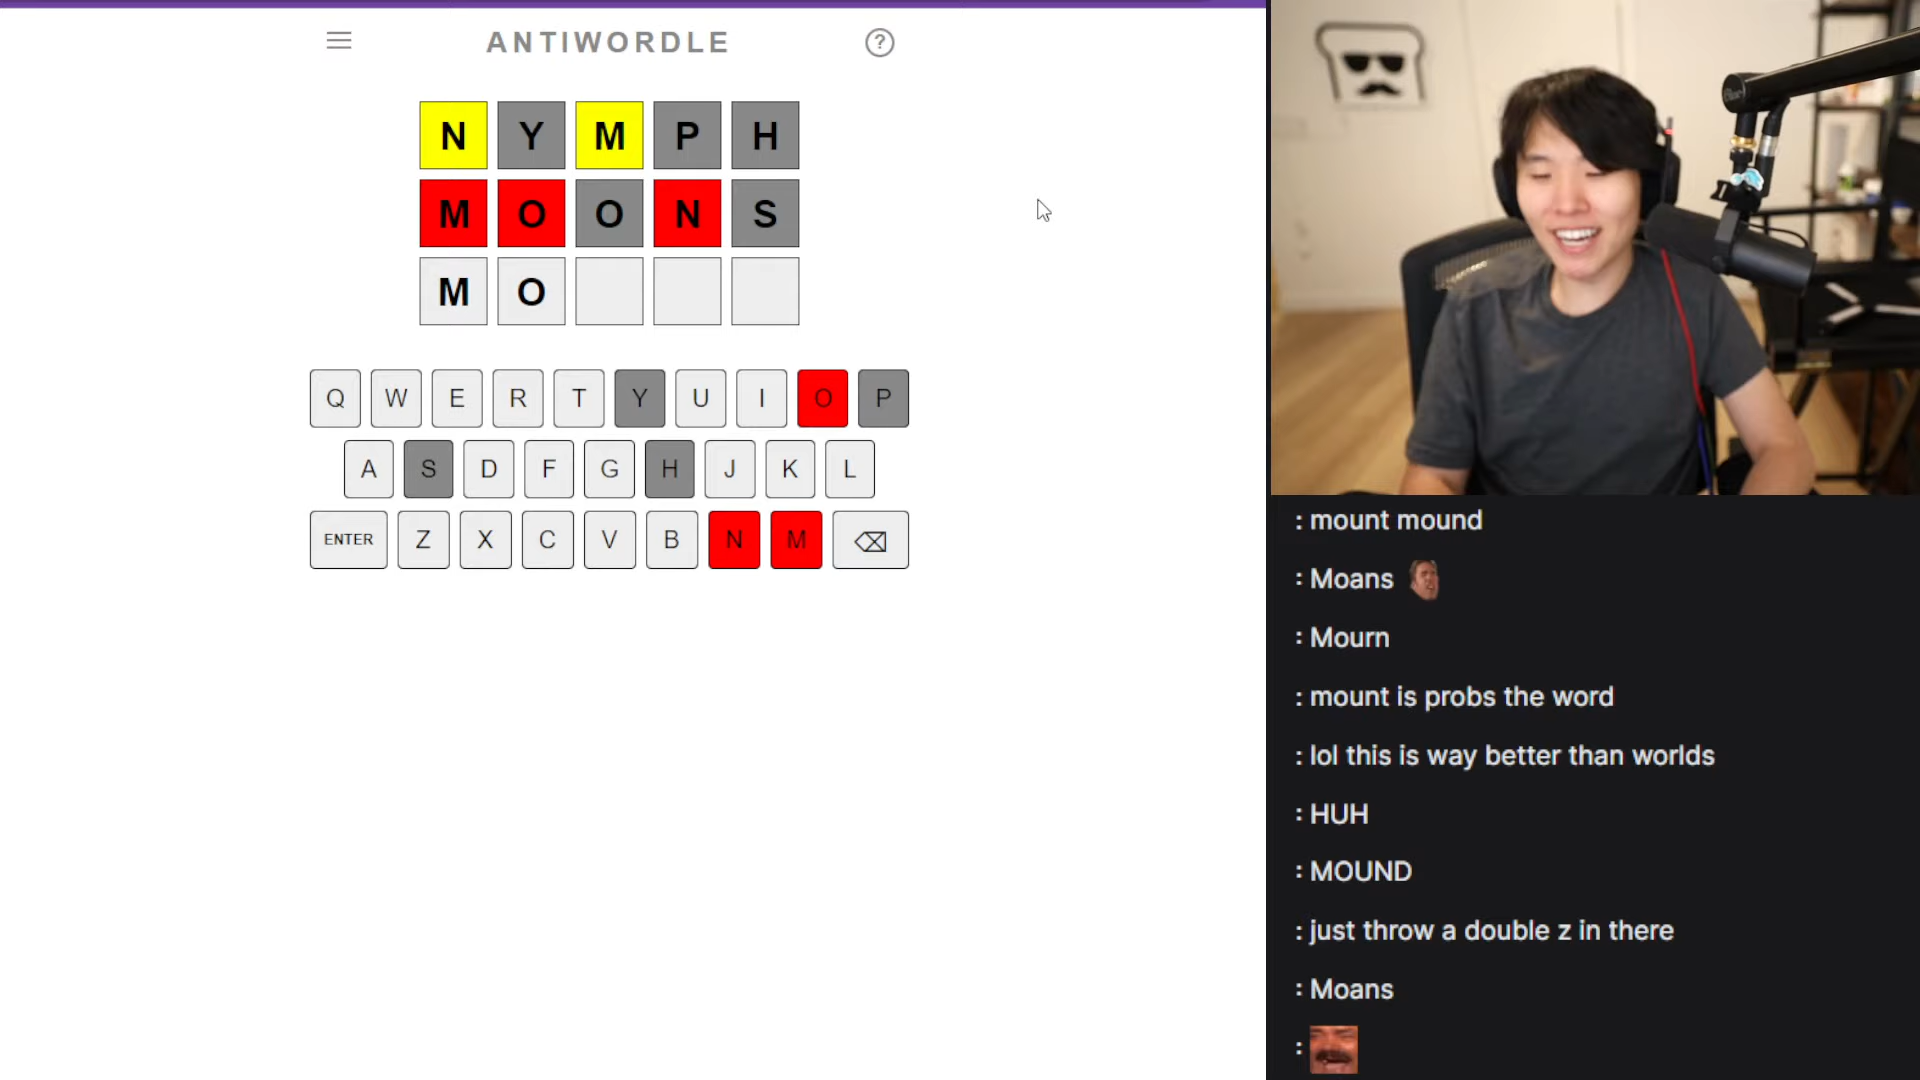 ANTIWORDLE
?
N Y M P H
M O O N S
M O
Q W E R T Y U I O P
A S D F G H J K L
ENTER Z X C V B N M
: mount mound
: Moans
: Mourn
: mount is probs the word
: lol this is way better than worlds
: HUH
: MOUND
: just throw a double z in there
: Moans
: